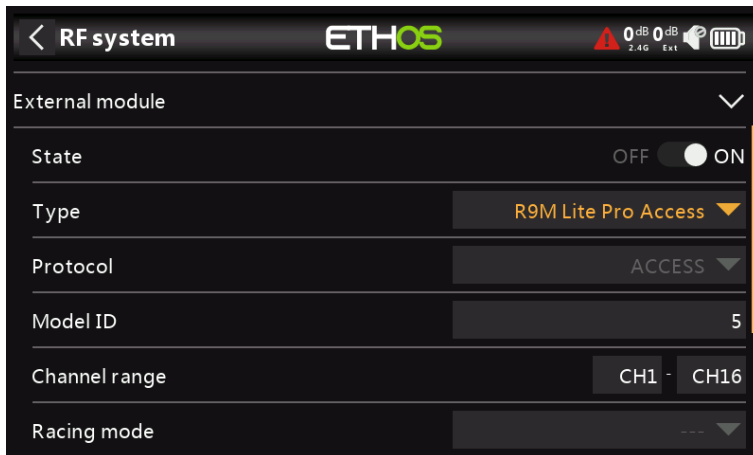 RF system ETHOS 0dB 0dB
2.4G Ext
External module
State OFF ON
Type R9M Lite Pro Access
Protocol ACCESS
Model ID 5
Channel range CH1 - CH16
Racing mode ---